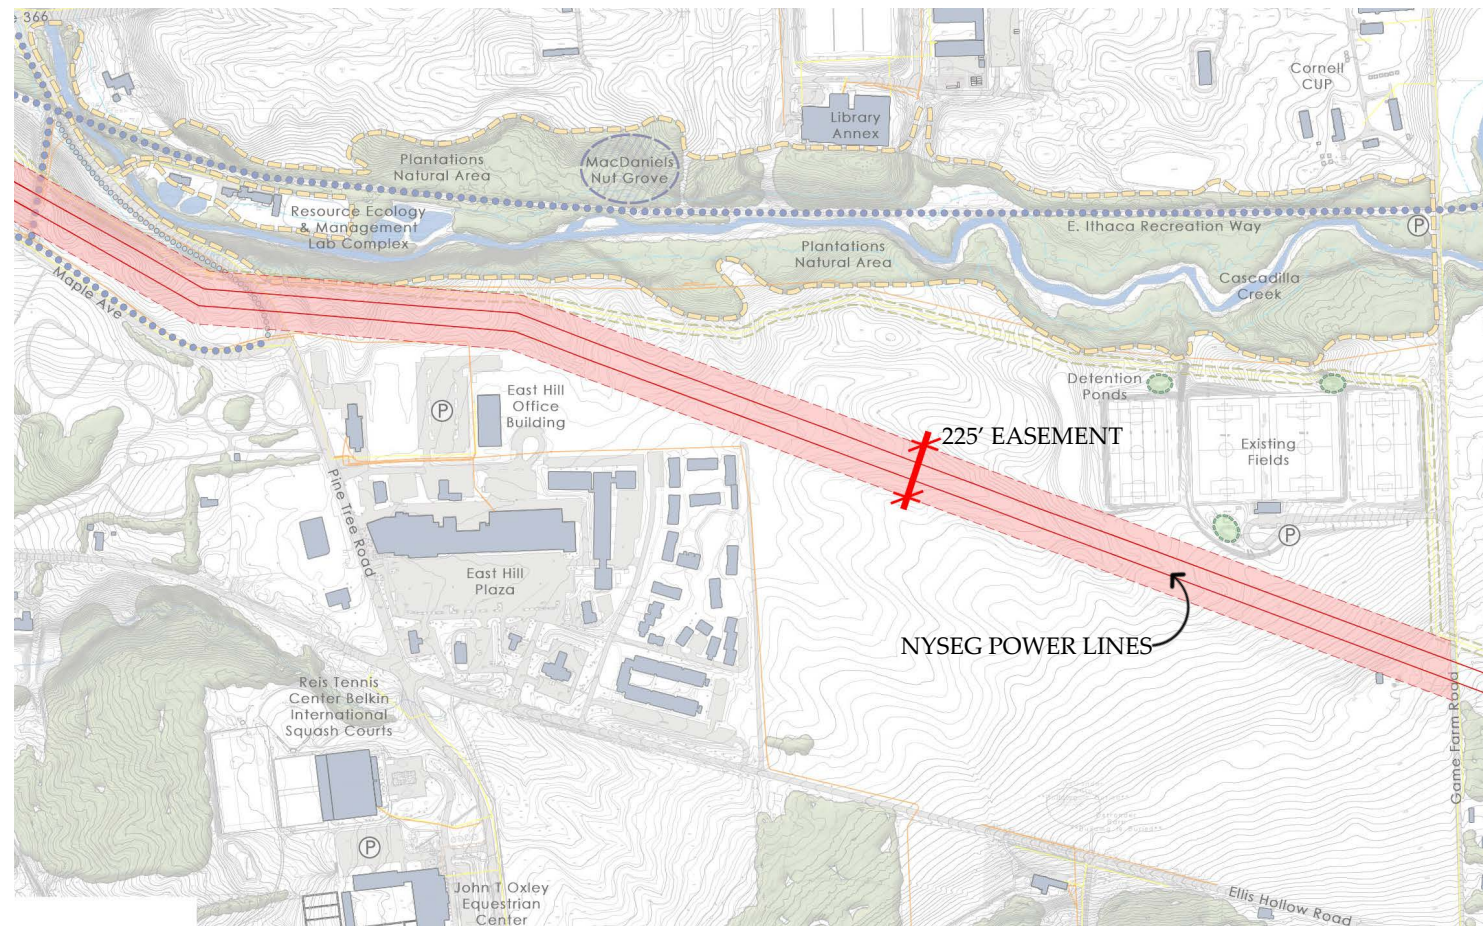 366
Cornell
CUP
Library
Annex
Plantations
Natural Area
MacDaniels
Nut Grove
Resource Ecology
& Management
Lab Complex
E. Ithaca Recreation Way
P
Plantations
Natural Area
Cascadilla
Creek
Maple Ave
Detention
Ponds
East Hill
Office
Building
P
225' EASEMENT
Existing
Fields
Pine Tree Road
P
East Hill
Plaza
NYSEG POWER LINES
Reis Tennis
Center Belkin
International
Squash Courts
Game Farm Road
P
John T Oxley
Equestrian
Center
Ellis Hollow Road